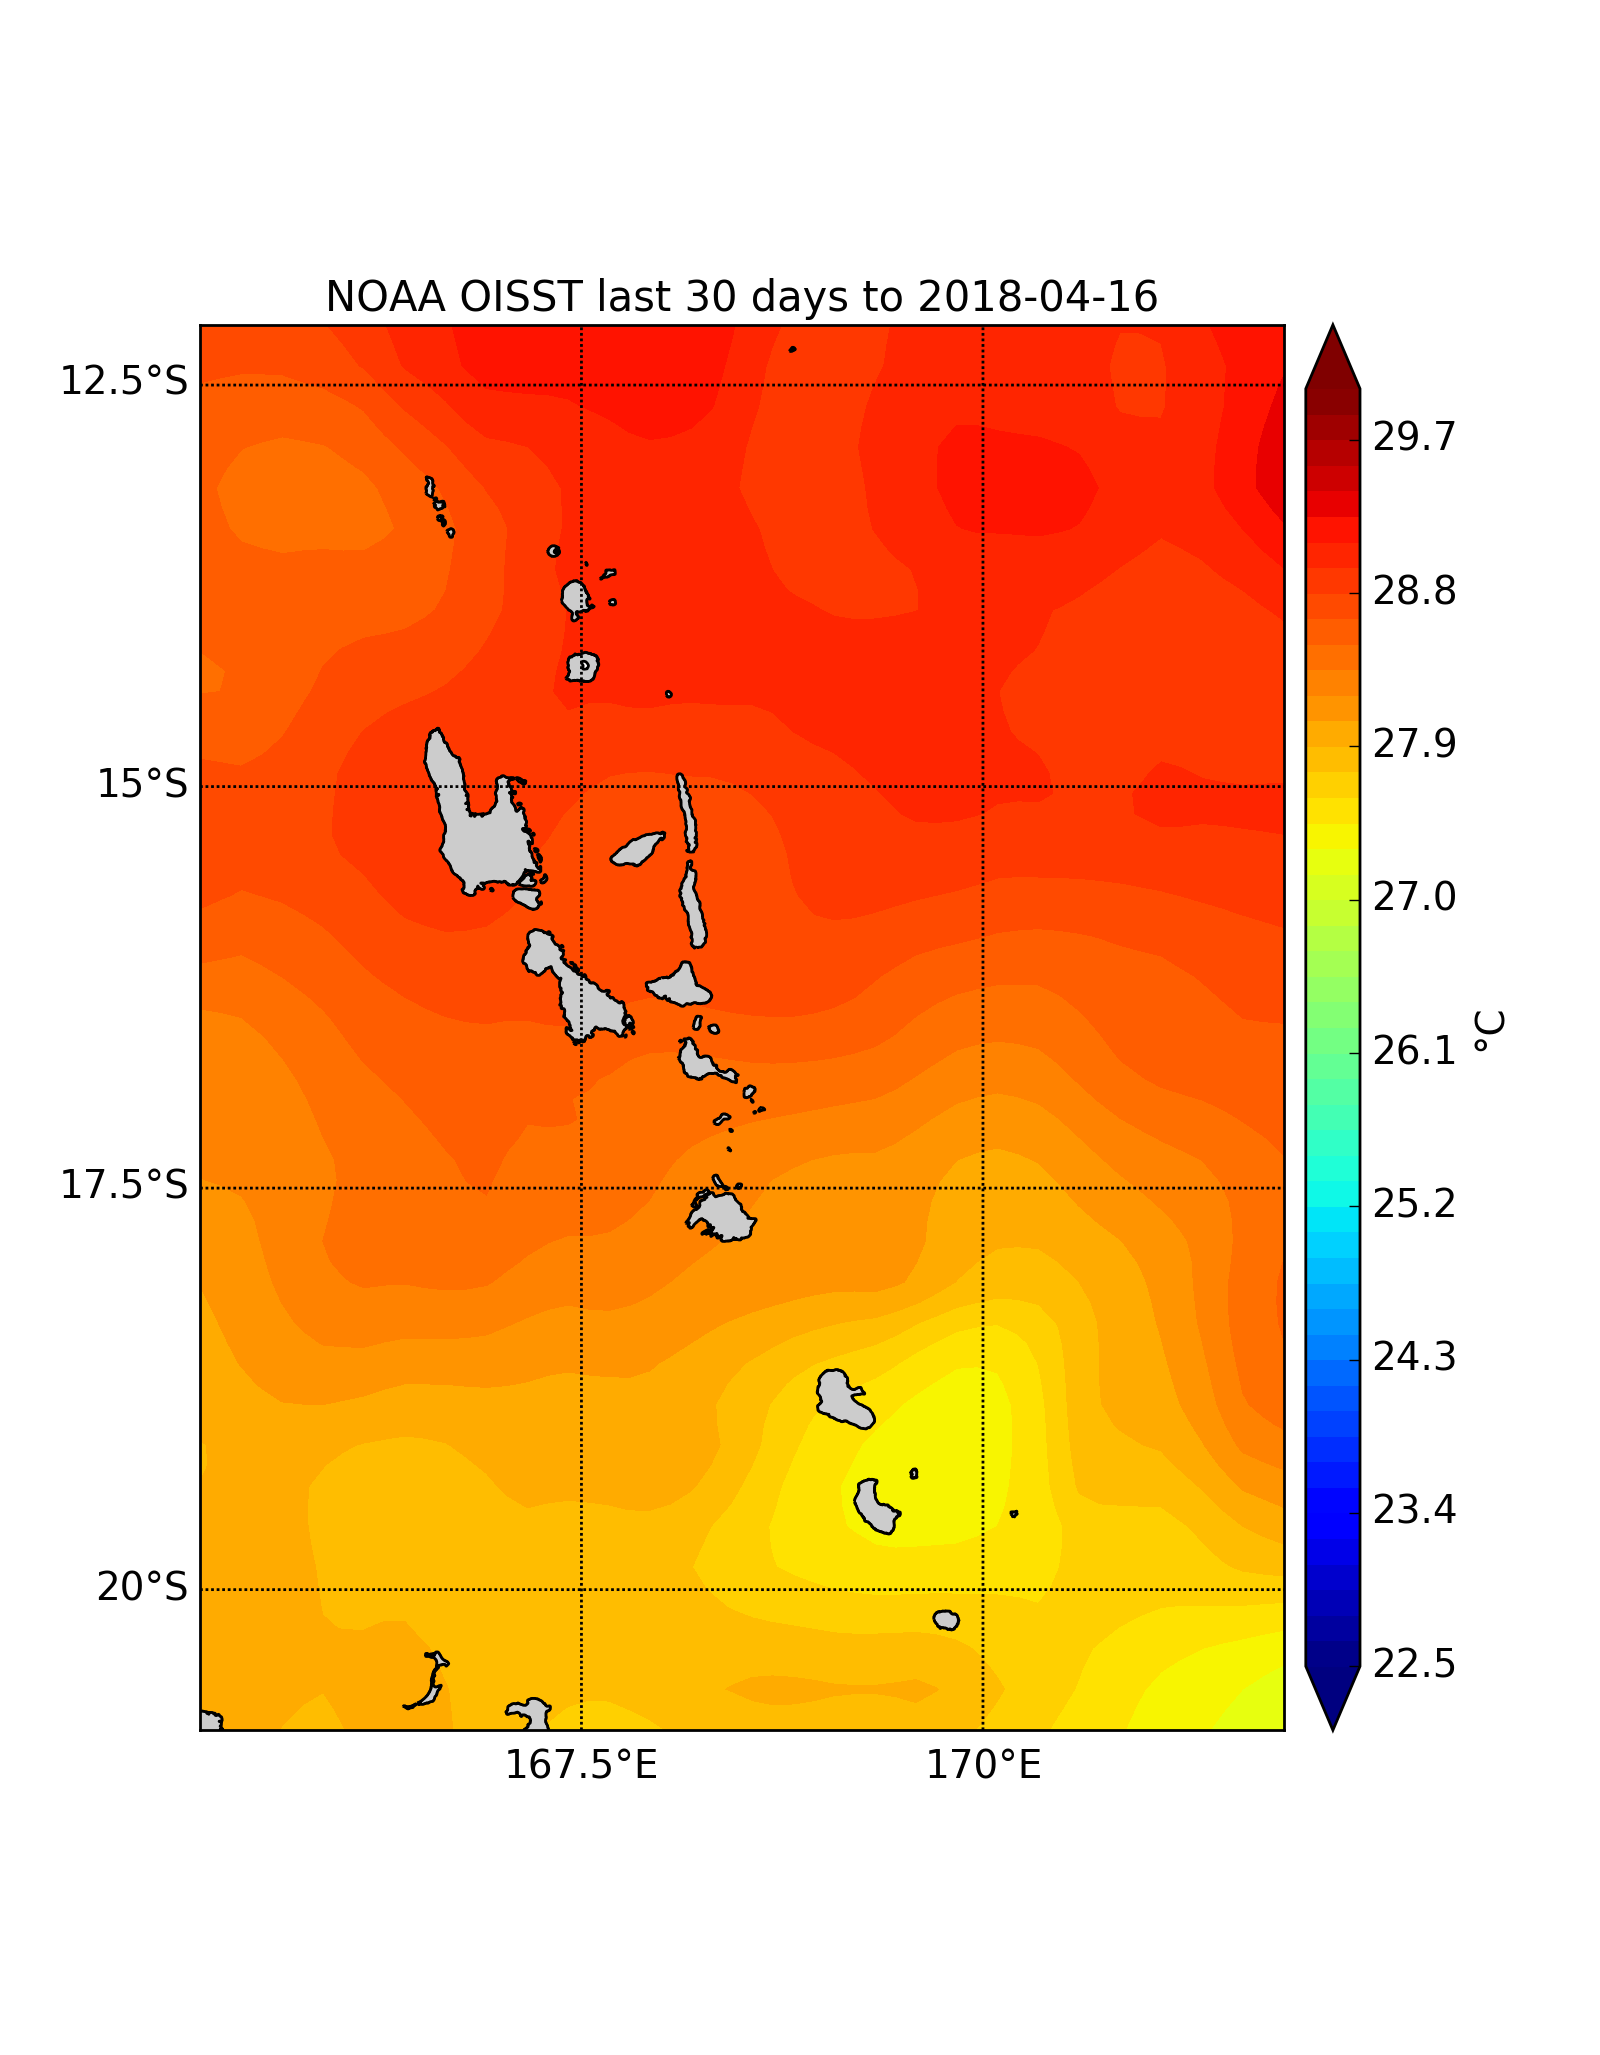 NOAA OISST last 30 days to 2018-04-16
12.5°S
15°S
17.5°S
20°S
167.5°E
170°E
29.7
28.8
27.9
27.0
26.1
25.2
24.3
23.4
22.5
°C